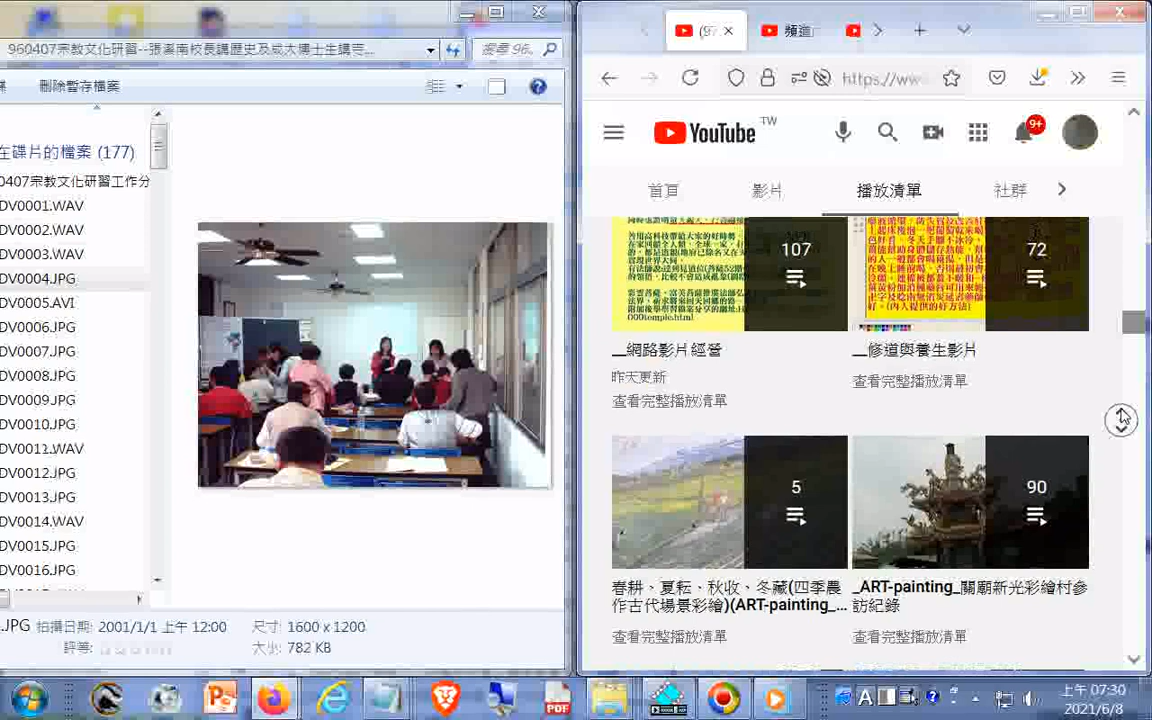 960407宗教文化研習--張溪南校長講歷史及成大博士生講
搜尋 96...
刪除暫存檔案
在碟片的檔案 (177)
0407宗教文化研習工作分
DV0001.WAV
DV0002.WAV
DV0003.WAV
DV0004.JPG
DV0005.AVI
DV0006.JPG
DV0007.JPG
DV0008.JPG
DV0009.JPG
DV0010.JPG
DV0011.WAV
DV0012.JPG
DV0013.JPG
DV0014.WAV
DV0015.JPG
DV0016.JPG
.JPG 拍攝日期: 2001/1/1 上午 12:00 尺寸: 1600 x 1200
評等: 大小: 782 KB
頻道
https://ww
YouTube TW
9+
首頁 影片 播放清單 社群
107
72
__網路影片經營
__修道與養生影片
昨天更新
查看完整播放清單
查看完整播放清單
5
90
春耕、夏耘、秋收、冬藏(四季農
作古代場景彩繪)(ART-painting_...
_ART-painting_關廟新光彩繪村參
訪紀錄
查看完整播放清單
查看完整播放清單
PDF
A
上午 07:30
2021/6/8